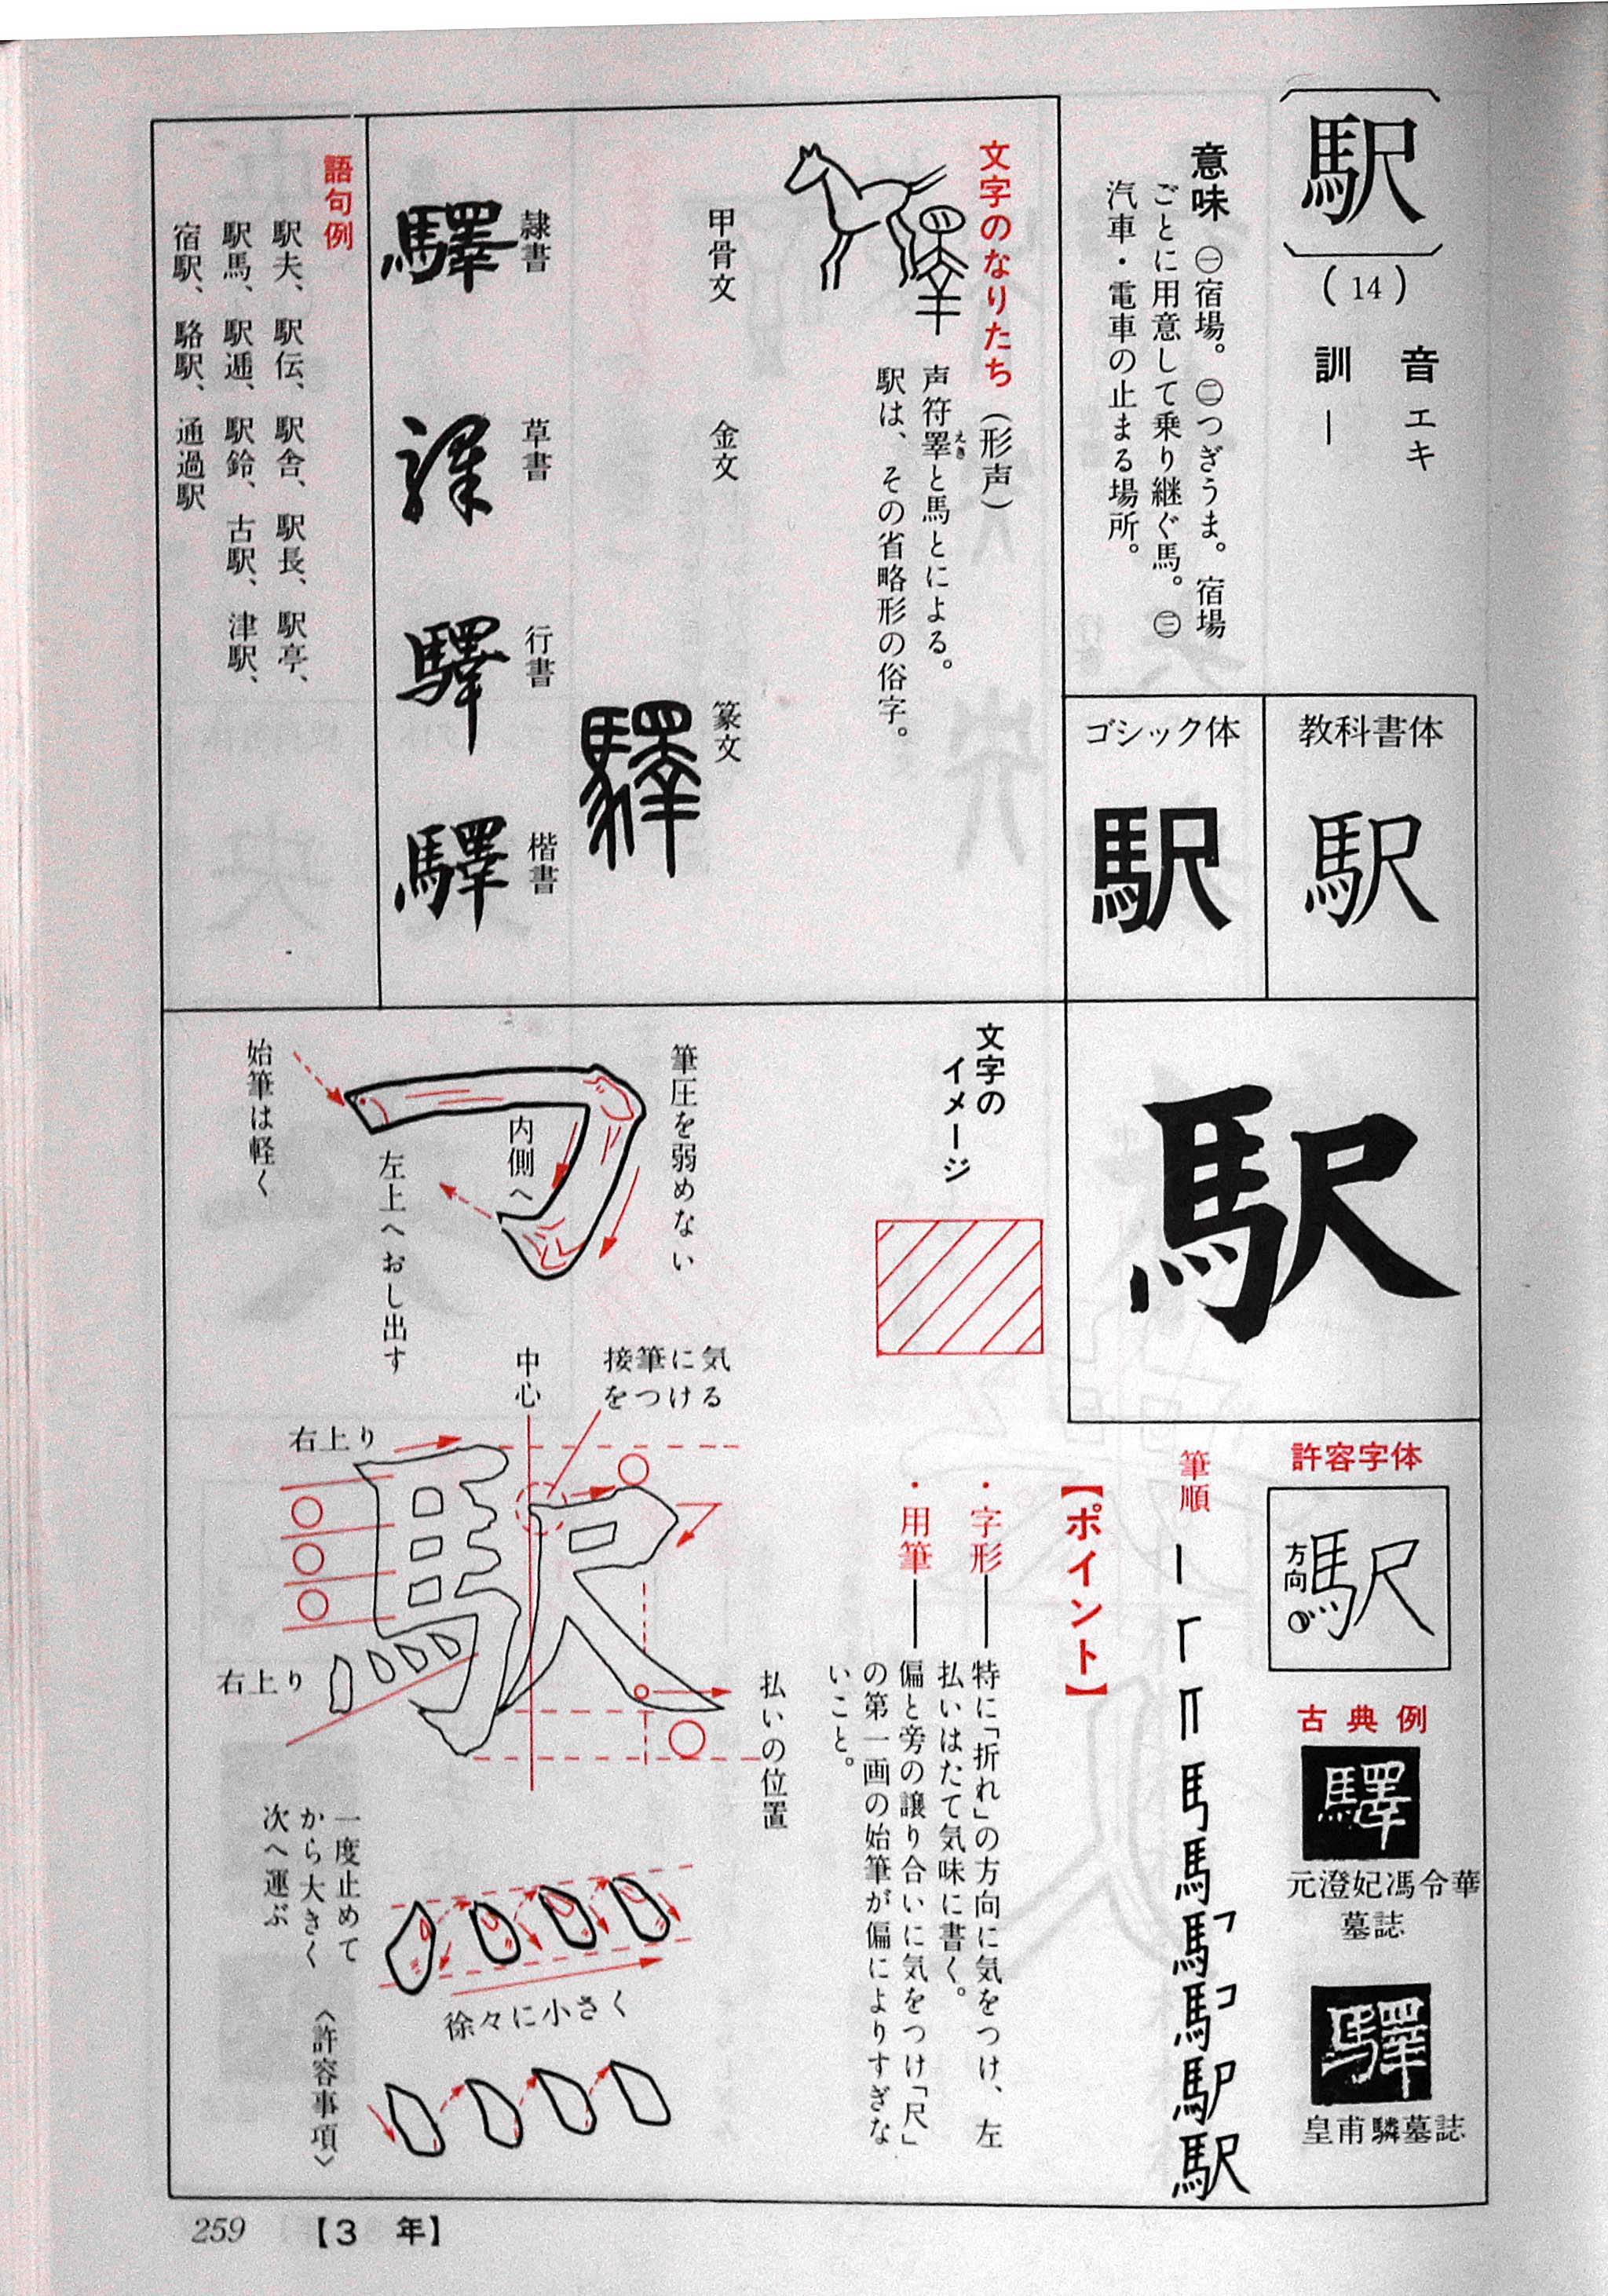 駅
(14)
音 エキ
訓 ―
意味 ㊀宿場。㊁つぎうま。宿場
ごとに用意して乗り継ぐ馬。㊂
汽車・電車の止まる場所。
教科書体
駅
ゴシック体
駅
文字のなりたち (形声)
声符睪と馬とによる。
えき
駅は、その省略形の俗字。
甲骨文
金文
篆文
驛
隷書
驛
草書
驛
行書
驛
楷書
驛
語句例
駅夫、駅伝、駅舎、駅長、駅亭、
駅馬、駅逓、駅鈴、古駅、津駅、
宿駅、駱駅、通過駅
駅
許容字体
駅
方向
古典例
驛
元澄妃馮令華
墓誌
驛
皇甫驎墓誌
筆順
駅
【ポイント】
・字形――特に「折れ」の方向に気をつけ、左
払いはたて気味に書く。
・用筆――偏と旁の譲り合いに気をつけ「尺」
の第一画の始筆が偏によりすぎな
いこと。
文字の
イメージ
筆圧を弱めない
内側へ
左上へおし出す
始筆は軽く
接筆に気
をつける
中心
右上り
右上り
払いの位置
一度止めて
から大きく
次へ運ぶ
徐々に小さく
〈許容事項〉
259 【3 年】